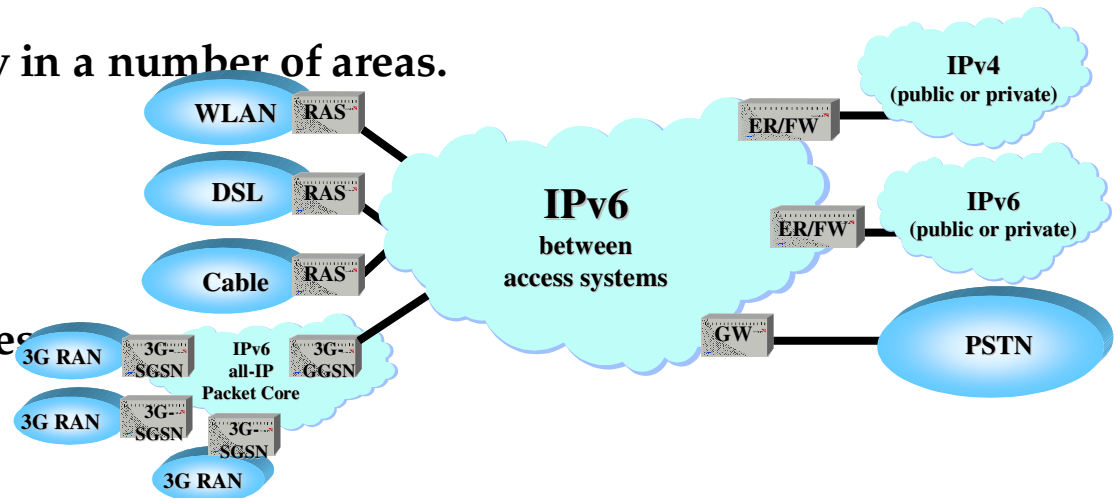 y in a number of areas.
WLAN
RAS
DSL
RAS
Cable
RAS
es
3G RAN
3G-
SGSN
IPv6
all-IP
Packet Core
3G-
GGSN
3G RAN
3G-
SGSN
3G-
SGSN
3G RAN
IPv6
between
access systems
ER/FW
IPv4
(public or private)
ER/FW
IPv6
(public or private)
GW
PSTN